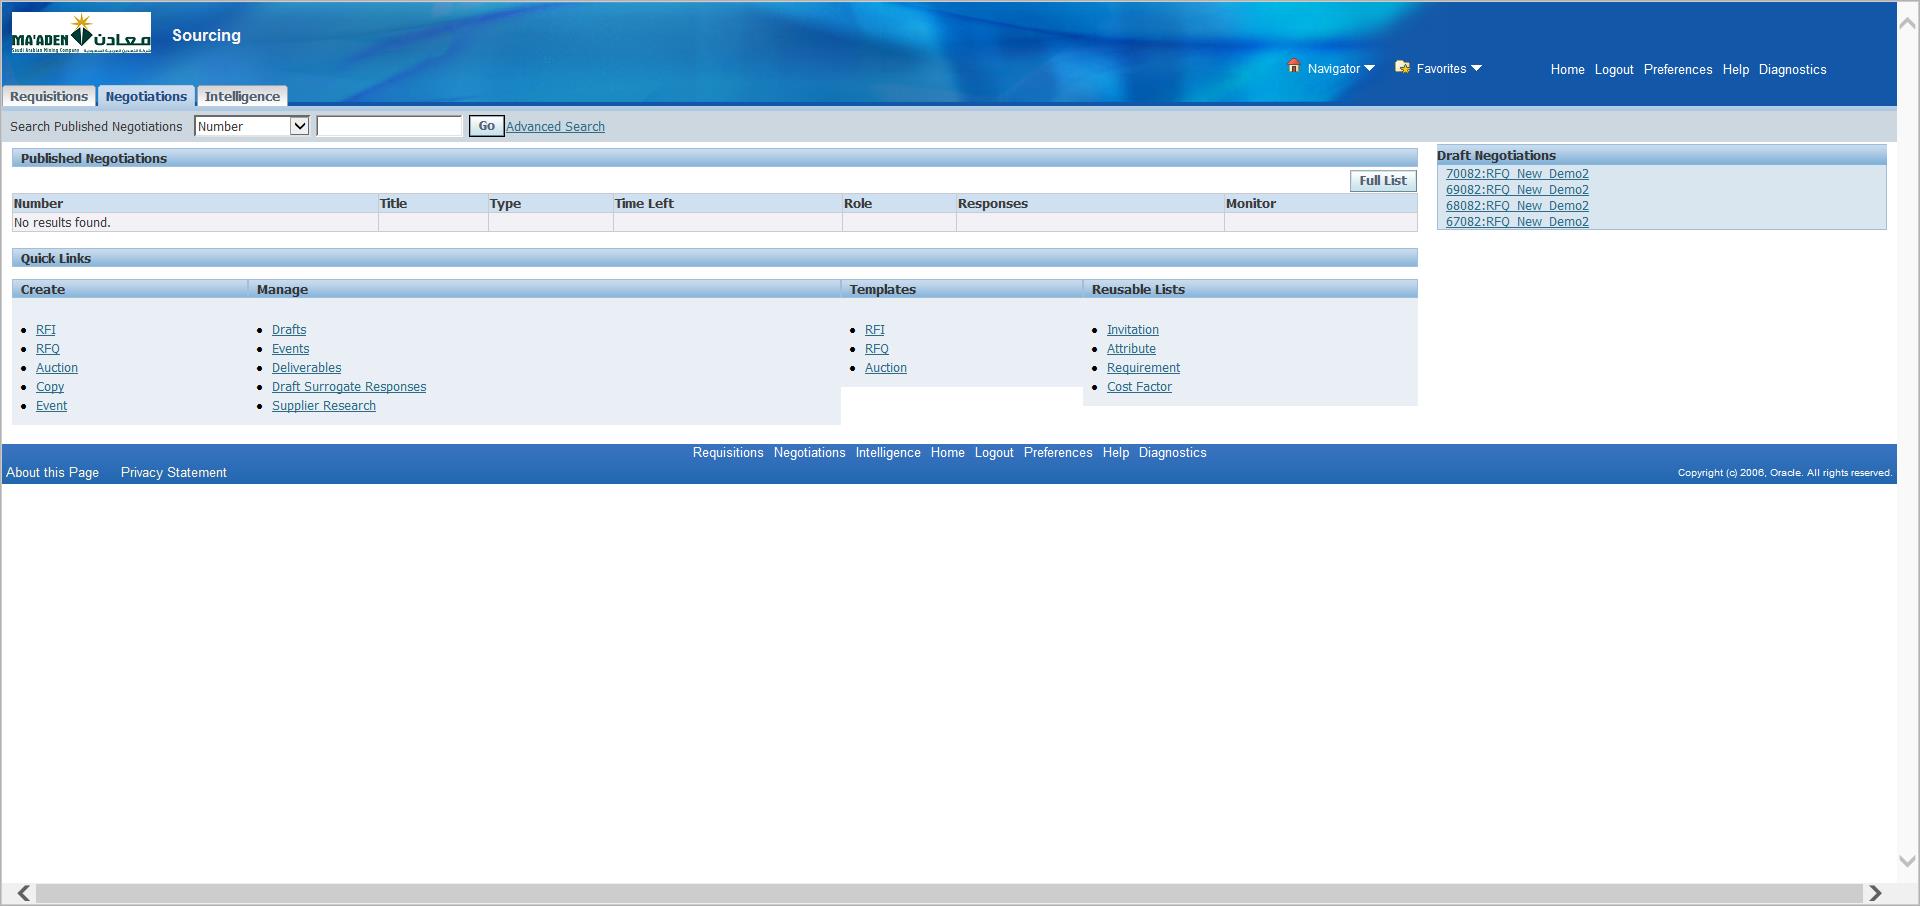 MA'ADEN معادن
Saudi Arabian Mining Company
Sourcing
Navigator Favorites Home Logout Preferences Help Diagnostics
Requisitions Negotiations Intelligence
Search Published Negotiations Number Go Advanced Search
Published Negotiations
Full List
Number Title Type Time Left Role Responses Monitor
No results found.
Quick Links
Create Manage Templates Reusable Lists
RFI Drafts RFI Invitation
RFQ Events RFQ Attribute
Auction Deliverables Auction Requirement
Copy Draft Surrogate Responses Cost Factor
Event Supplier Research
Draft Negotiations
70082:RFQ_New_Demo2
69082:RFQ_New_Demo2
68082:RFQ_New_Demo2
67082:RFQ_New_Demo2
Requisitions Negotiations Intelligence Home Logout Preferences Help Diagnostics
About this Page Privacy Statement Copyright (c) 2006, Oracle. All rights reserved.